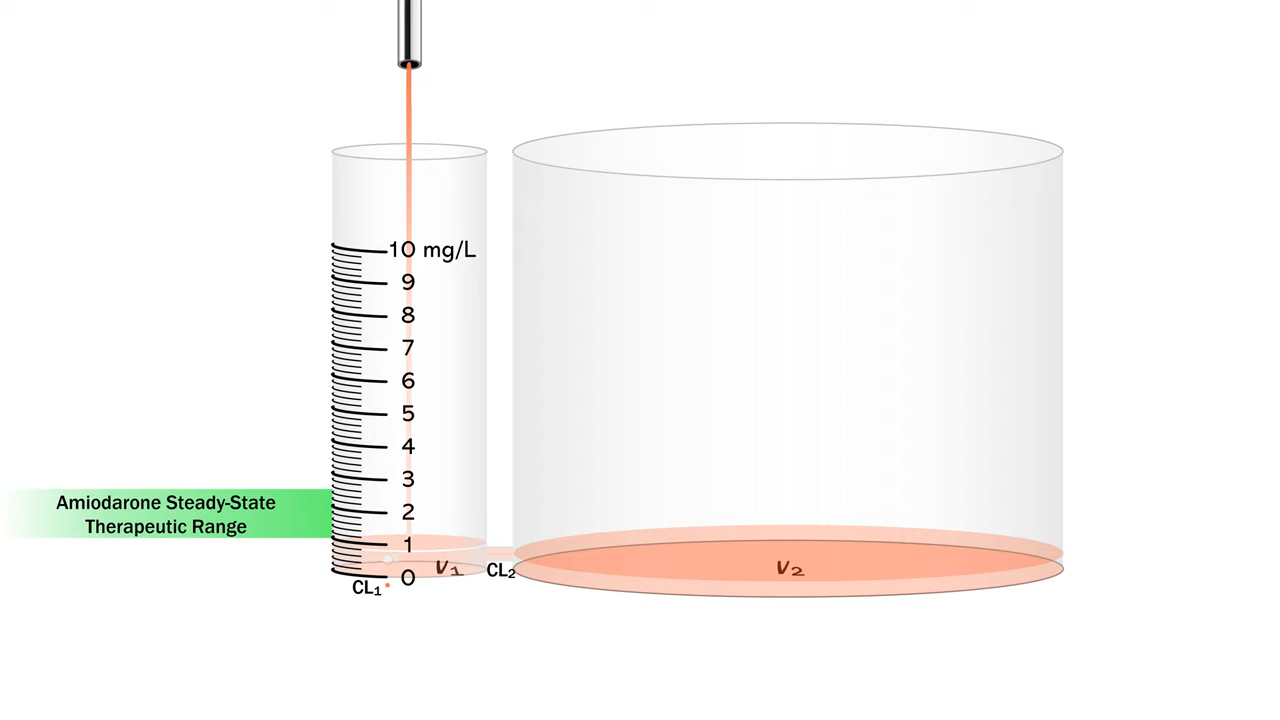 10 mg/L
9
8
7
6
5
4
3
2
1
0
Amiodarone Steady-State
Therapeutic Range
V₁
CL₂
V₂
CL₁